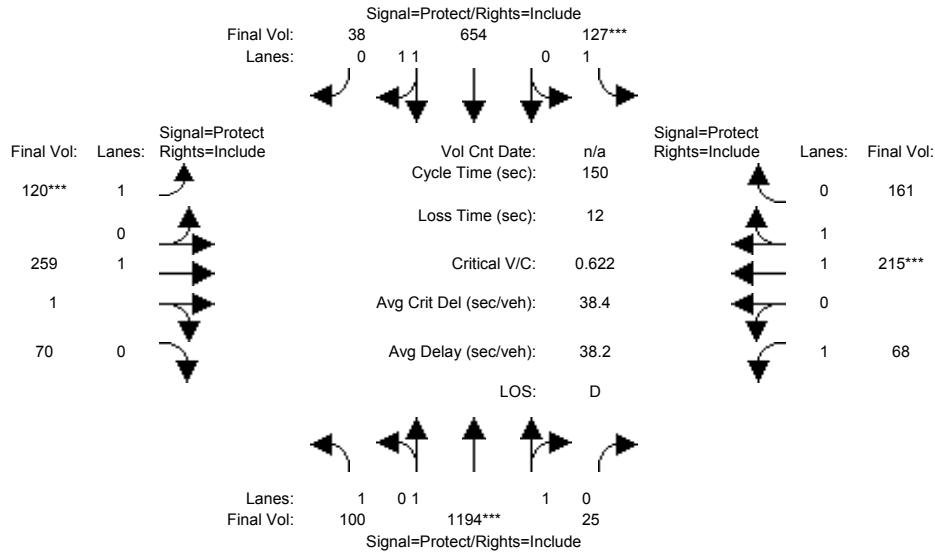 Signal=Protect/Rights=Include
Final Vol: 38 654 127***
Lanes: 0 1 1 0 1
Signal=Protect Signal=Protect
Final Vol: Lanes: Rights=Include Vol Cnt Date: n/a Rights=Include Lanes: Final Vol:
120*** 1 Cycle Time (sec): 150 0 161
Loss Time (sec): 12
0 1
259 1 Critical V/C: 0.622 1 215***
1 Avg Crit Del (sec/veh): 38.4 0
70 0 Avg Delay (sec/veh): 38.2 1 68
LOS: D
Lanes: 1 0 1 1 0
Final Vol: 100 1194*** 25
Signal=Protect/Rights=Include